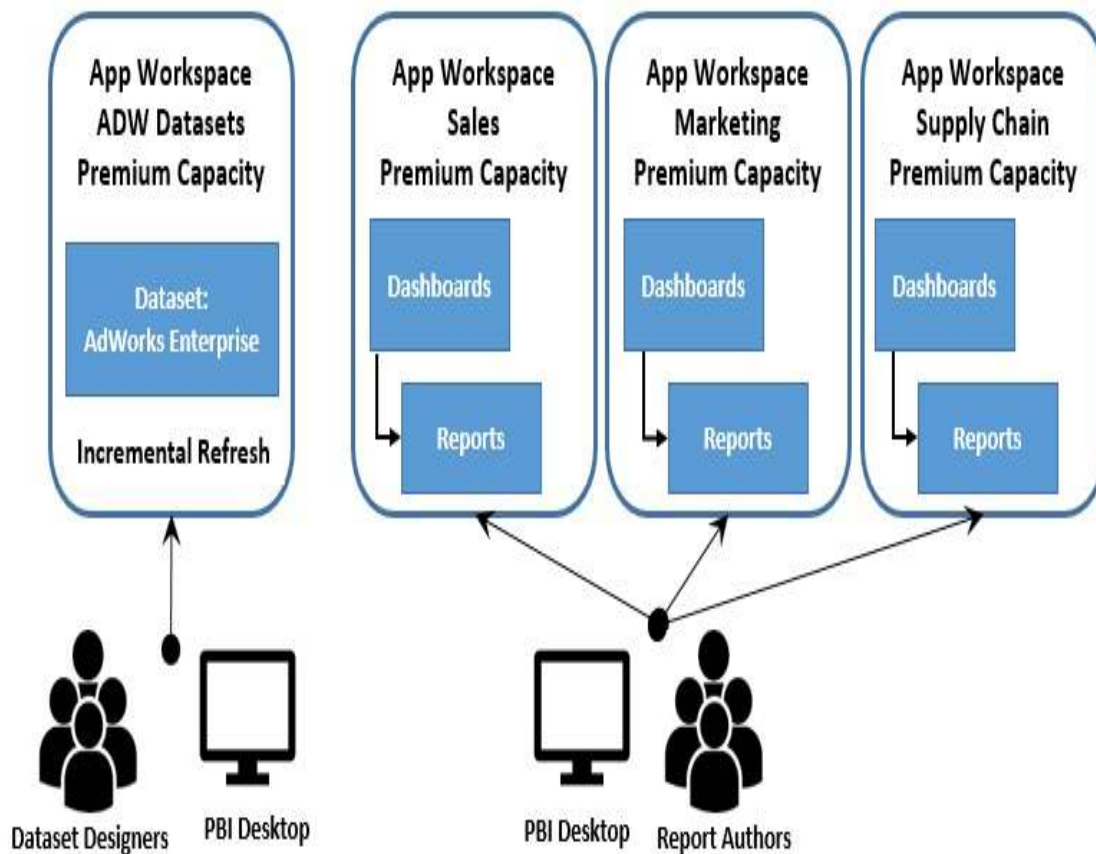 App Workspace
ADW Datasets
Premium Capacity
Dataset:
AdWorks Enterprise
Incremental Refresh
App Workspace
Sales
Premium Capacity
Dashboards
Reports
App Workspace
Marketing
Premium Capacity
Dashboards
Reports
App Workspace
Supply Chain
Premium Capacity
Dashboards
Reports
Dataset Designers
PBI Desktop
PBI Desktop
Report Authors